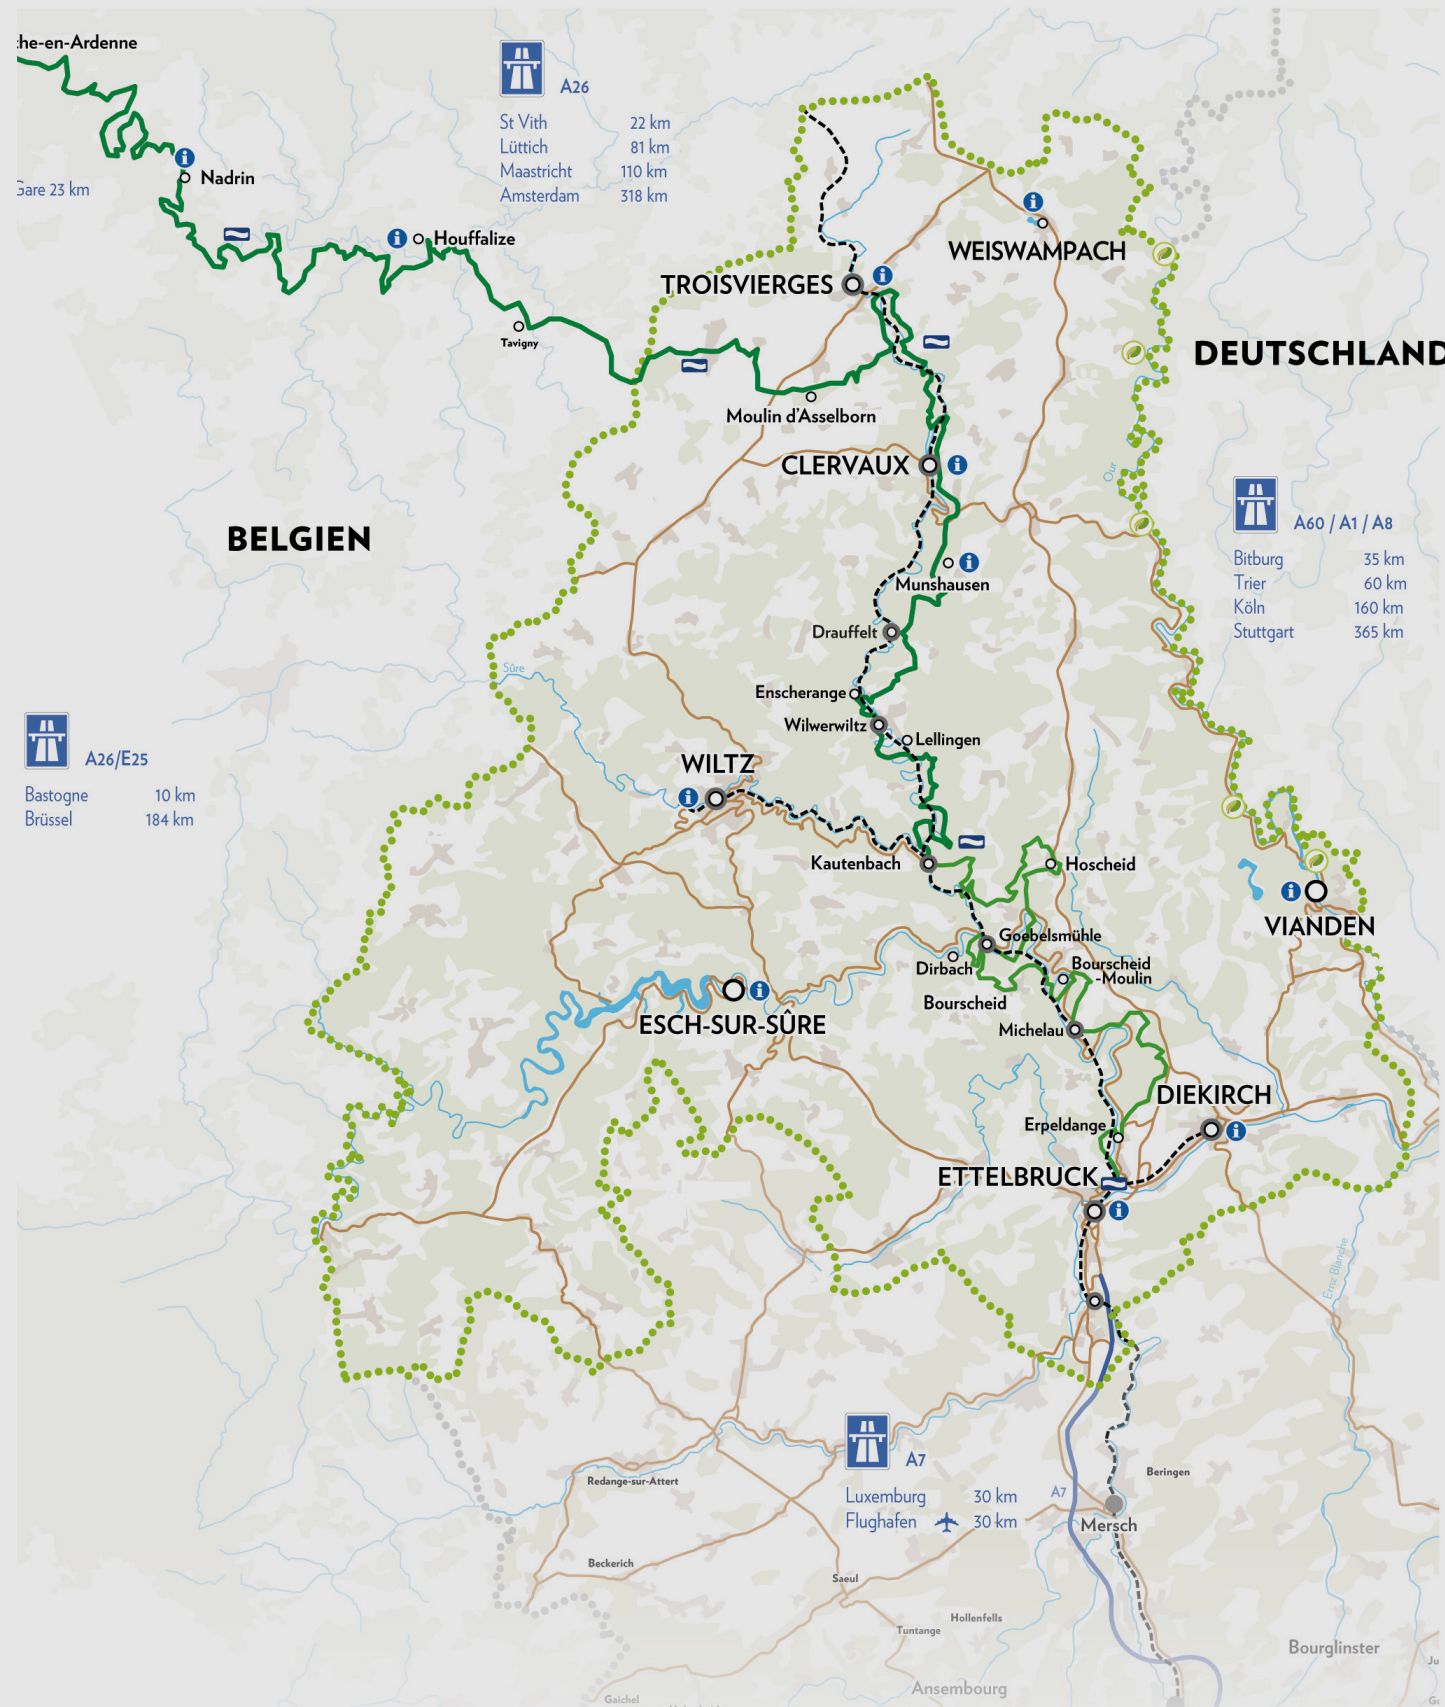 che-en-Ardenne
A26
St Vith 22 km
Lüttich 81 km
Maastricht 110 km
Amsterdam 318 km
Gare 23 km
Nadrin
Houffalize
Tavigny
TROISVIERGES
WEISWAMPACH
DEUTSCHLAND
Moulin d'Asselborn
CLERVAUX
Our
BELGIEN
A60 / A1 / A8
Bitburg 35 km
Trier 60 km
Köln 160 km
Stuttgart 365 km
Munshausen
Drauffelt
Sûre
Enscherange
Wilwerwiltz
Lellingen
A26/E25
Bastogne 10 km
Brüssel 184 km
WILTZ
Kautenbach
Hoscheid
VIANDEN
Goebelsmühle
Dirbach
Bourscheid
-Moulin
Bourscheid
ESCH-SUR-SÛRE
Michelau
DIEKIRCH
Erpeldange
ETTELBRUCK
Ernz Blanche
A7
Luxemburg 30 km
Flughafen 30 km
A7
Redange-sur-Attert
Beringen
Mersch
Beckerich
Saeul
Hollenfells
Tuntange
Bourglinster
Ju
Ansembourg
Gaichel